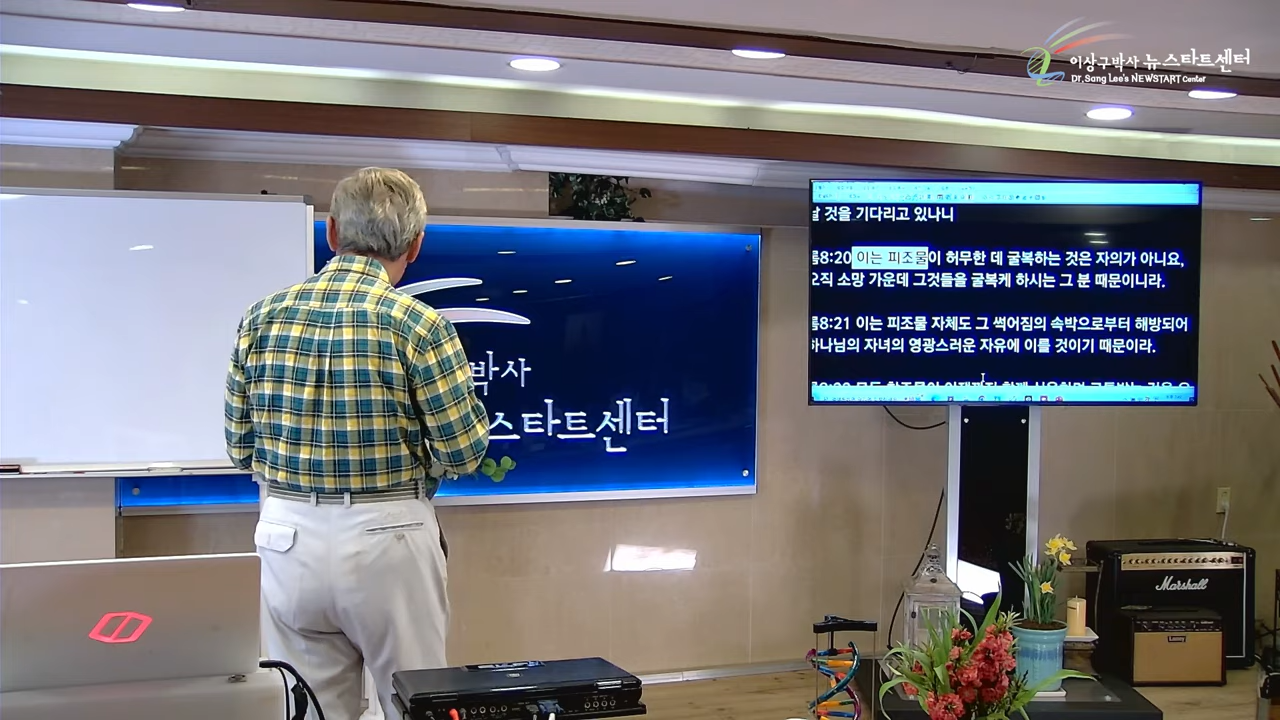 이상구박사 뉴스타트센터
Dr. Sang Lee's NEWSTART Center
것을 기다리고 있나니
롬8:20 이는 피조물이 허무한 데 굴복하는 것은 자의가 아니요,
오직 소망 가운데 그것들을 굴복케 하시는 그 분 때문이니라.
롬8:21 이는 피조물 자체도 그 썩어짐의 속박으로부터 해방되어
하나님의 자녀의 영광스러운 자유에 이를 것이기 때문이라.
박사
스타트센터
Marshall
Laney